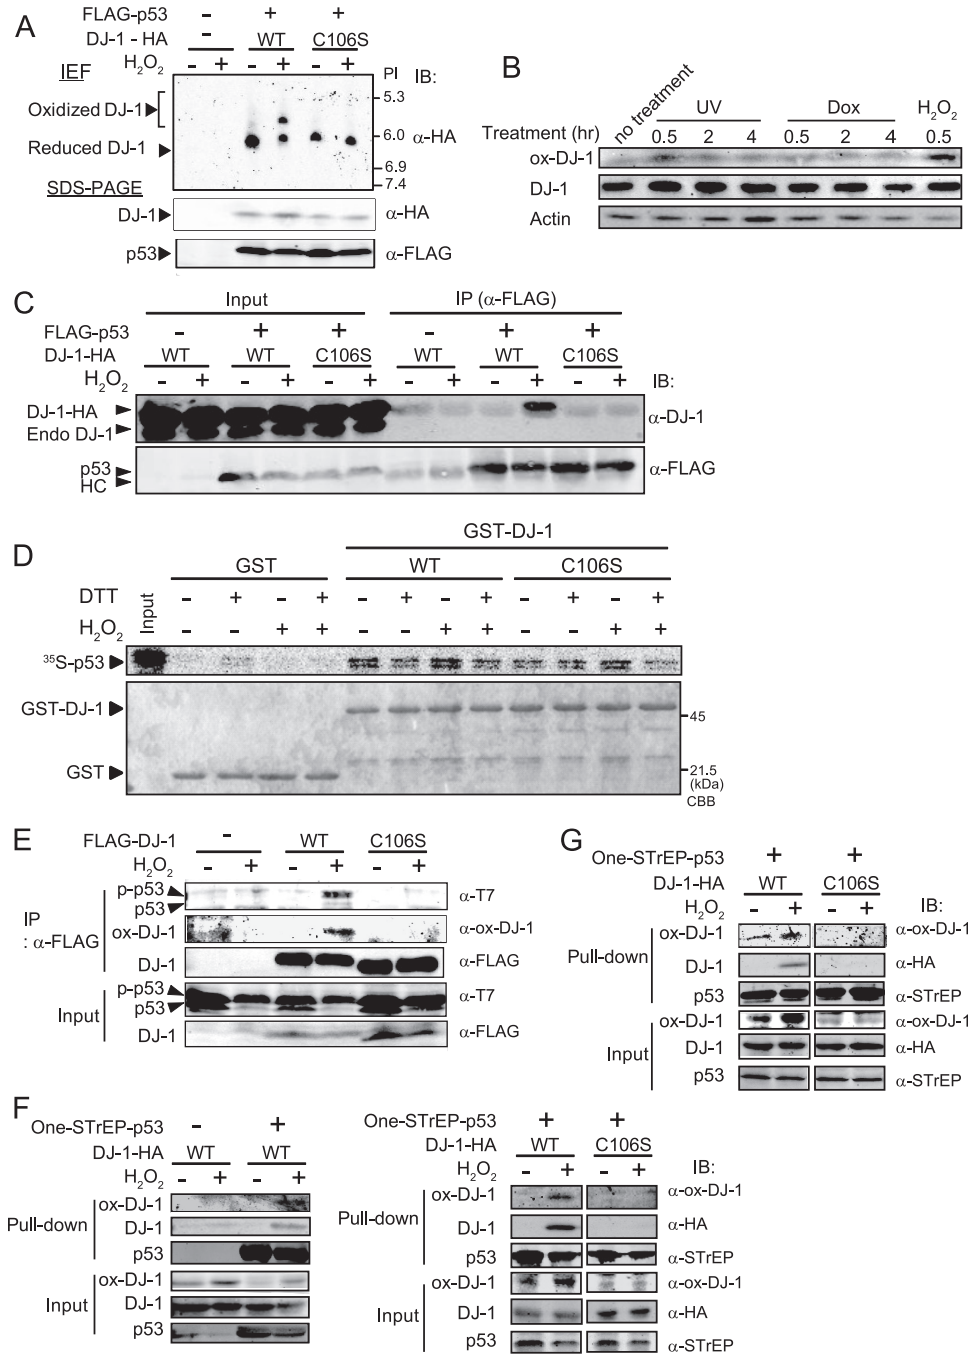 A
FLAG-p53 - + +
DJ-1 - HA - WT C106S
H2O2 - + - + - +
IEF PI IB:
Oxidized DJ-1 5.3
6.0 α-HA
Reduced DJ-1
6.9
7.4
SDS-PAGE
DJ-1 α-HA
p53 α-FLAG
B
no treatment UV Dox H2O2
Treatment (hr) 0.5 2 4 0.5 2 4 0.5
ox-DJ-1
DJ-1
Actin
C
Input IP (α-FLAG)
FLAG-p53 - + + - + +
DJ-1-HA WT WT C106S WT WT C106S
H2O2 - + - + - + - + - + - + IB:
DJ-1-HA
α-DJ-1
Endo DJ-1
p53 α-FLAG
HC
D
GST-DJ-1
GST WT C106S
Input
DTT - + - + - + - + - + - +
H2O2 - - + + - - + + - - + +
35S-p53
GST-DJ-1
45
GST 21.5
(kDa)
CBB
E
FLAG-DJ-1 - WT C106S
H2O2 - + - + - +
p-p53 α-T7
p53
IP
: α-FLAG
ox-DJ-1 α-ox-DJ-1
DJ-1 α-FLAG
p-p53 α-T7
p53
Input
DJ-1 α-FLAG
G
One-STrEP-p53 + +
DJ-1-HA WT C106S
H2O2 - + - + IB:
ox-DJ-1 α-ox-DJ-1
Pull-down
DJ-1 α-HA
p53 α-STrEP
ox-DJ-1 α-ox-DJ-1
Input
DJ-1 α-HA
p53 α-STrEP
F
One-STrEP-p53 - +
DJ-1-HA WT WT
H2O2 - + - +
ox-DJ-1
Pull-down
DJ-1
p53
ox-DJ-1
Input
DJ-1
p53
One-STrEP-p53 + +
DJ-1-HA WT C106S
H2O2 - + - + IB:
ox-DJ-1 α-ox-DJ-1
Pull-down
DJ-1 α-HA
p53 α-STrEP
ox-DJ-1 α-ox-DJ-1
Input
DJ-1 α-HA
p53 α-STrEP